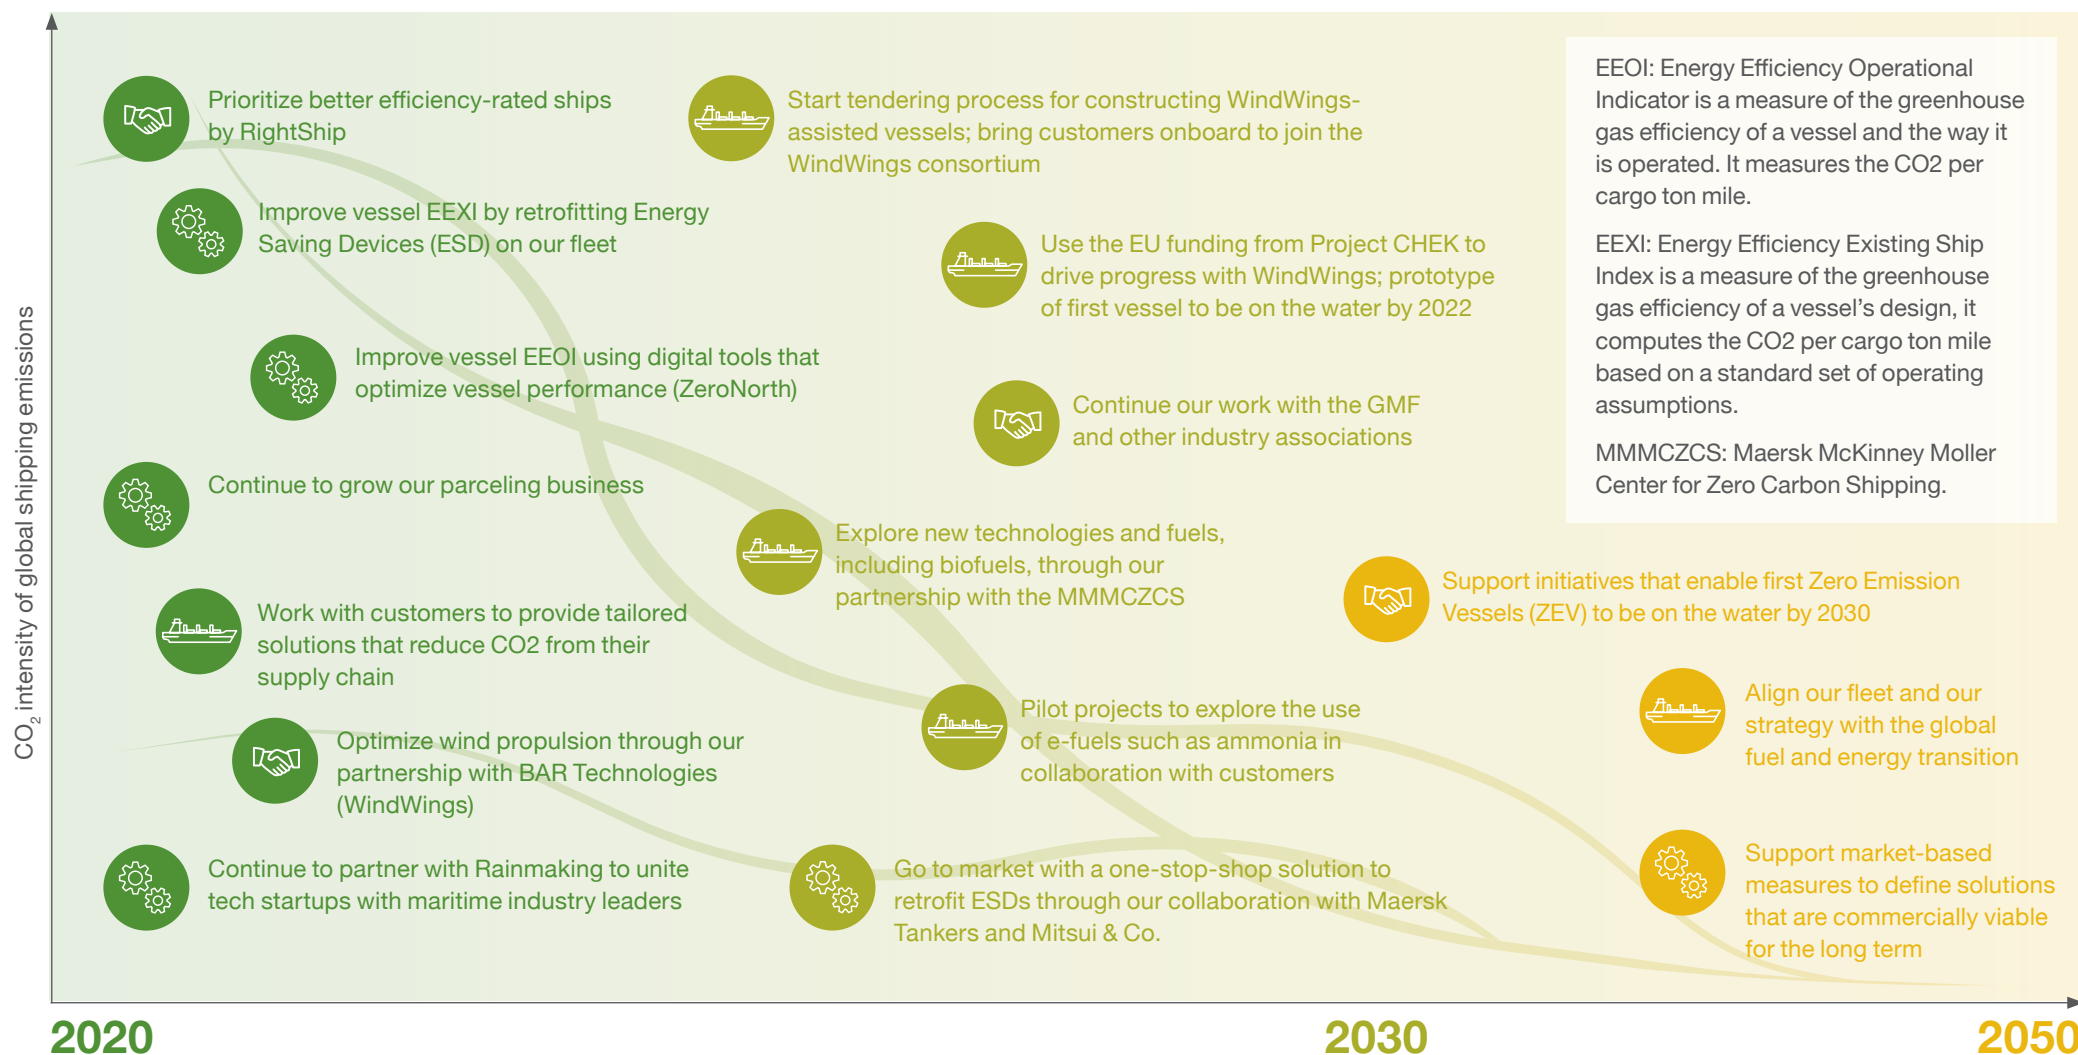 CO2 intensity of global shipping emissions
Prioritize better efficiency-rated ships
by RightShip
Improve vessel EEXI by retrofitting Energy
Saving Devices (ESD) on our fleet
Improve vessel EEOI using digital tools that
optimize vessel performance (ZeroNorth)
Continue to grow our parceling business
Work with customers to provide tailored
solutions that reduce CO2 from their
supply chain
Optimize wind propulsion through our
partnership with BAR Technologies
(WindWings)
Continue to partner with Rainmaking to unite
tech startups with maritime industry leaders
Start tendering process for constructing WindWings-
assisted vessels; bring customers onboard to join the
WindWings consortium
Use the EU funding from Project CHEK to
drive progress with WindWings; prototype
of first vessel to be on the water by 2022
Continue our work with the GMF
and other industry associations
Explore new technologies and fuels,
including biofuels, through our
partnership with the MMMCZCS
Pilot projects to explore the use
of e-fuels such as ammonia in
collaboration with customers
Go to market with a one-stop-shop solution to
retrofit ESDs through our collaboration with Maersk
Tankers and Mitsui & Co.
EEOI: Energy Efficiency Operational
Indicator is a measure of the greenhouse
gas efficiency of a vessel and the way it
is operated. It measures the CO2 per
cargo ton mile.
EEXI: Energy Efficiency Existing Ship
Index is a measure of the greenhouse
gas efficiency of a vessel’s design, it
computes the CO2 per cargo ton mile
based on a standard set of operating
assumptions.
MMMCZCS: Maersk McKinney Moller
Center for Zero Carbon Shipping.
Support initiatives that enable first Zero Emission
Vessels (ZEV) to be on the water by 2030
Align our fleet and our
strategy with the global
fuel and energy transition
Support market-based
measures to define solutions
that are commercially viable
for the long term
2020
2030
2050